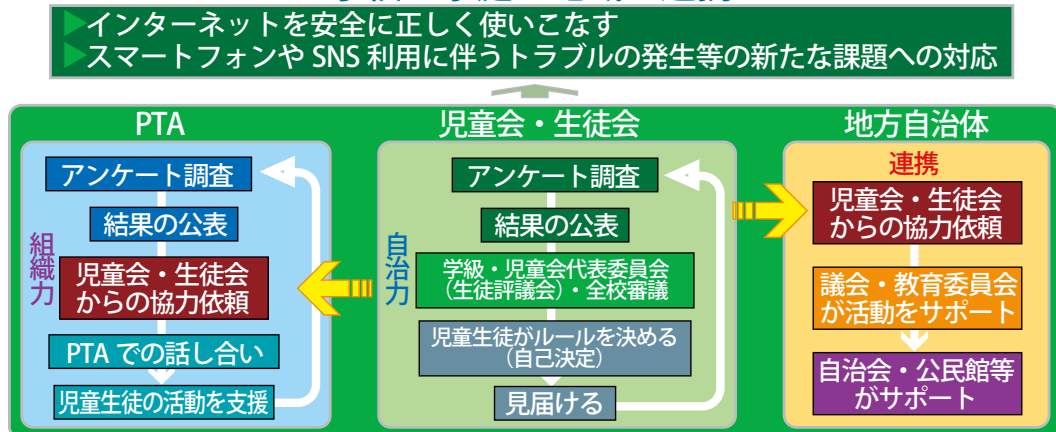 ▶インターネットを安全に正しく使いこなす
▶スマートフォンや SNS 利用に伴うトラブルの発生等の新たな課題への対応
PTA
アンケート調査
結果の公表
組織力
児童会・生徒会
からの協力依頼
PTA での話し合い
児童生徒の活動を支援
児童会・生徒会
アンケート調査
結果の公表
自治力
学級・児童会代表委員会
(生徒評議会)・全校審議
児童生徒がルールを決める
(自己決定)
見届ける
地方自治体
連携
児童会・生徒会
からの協力依頼
議会・教育委員会
が活動をサポート
自治会・公民館等
がサポート